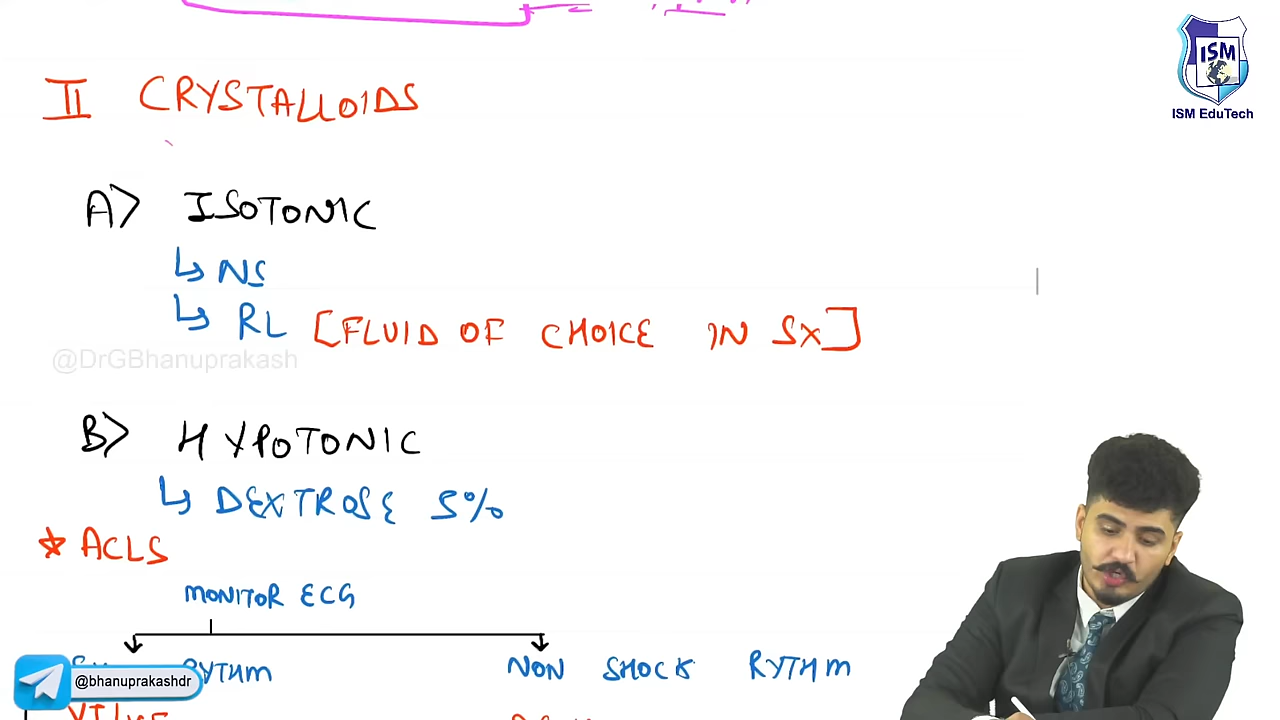 ISM
ISM EduTech
II CRYSTALLOIDS
A> ISOTONIC
↳ NS
↳ RL [FLUID OF CHOICE IN SX]
@DrGBhanuprakash
B> HYPOTONIC
↳ DEXTROSE 5%
* ACLS
MONITOR ECG
RYTHM NON SHOCK RYTHM
@bhanuprakashdr